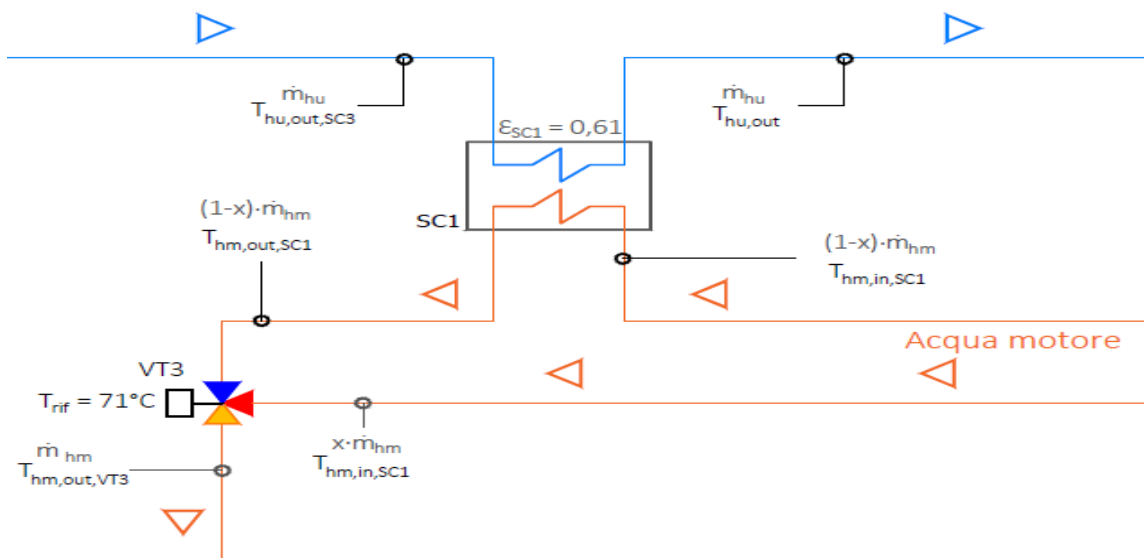 ṁhu
Thu,out,SC3
ṁhu
Thu,out
εSC1 = 0,61
SC1
(1-x)·ṁhm
Thm,out,SC1
(1-x)·ṁhm
Thm,in,SC1
Acqua motore
VT3
Trif = 71°C
x·ṁhm
Thm,in,SC1
ṁ hm
Thm,out,VT3